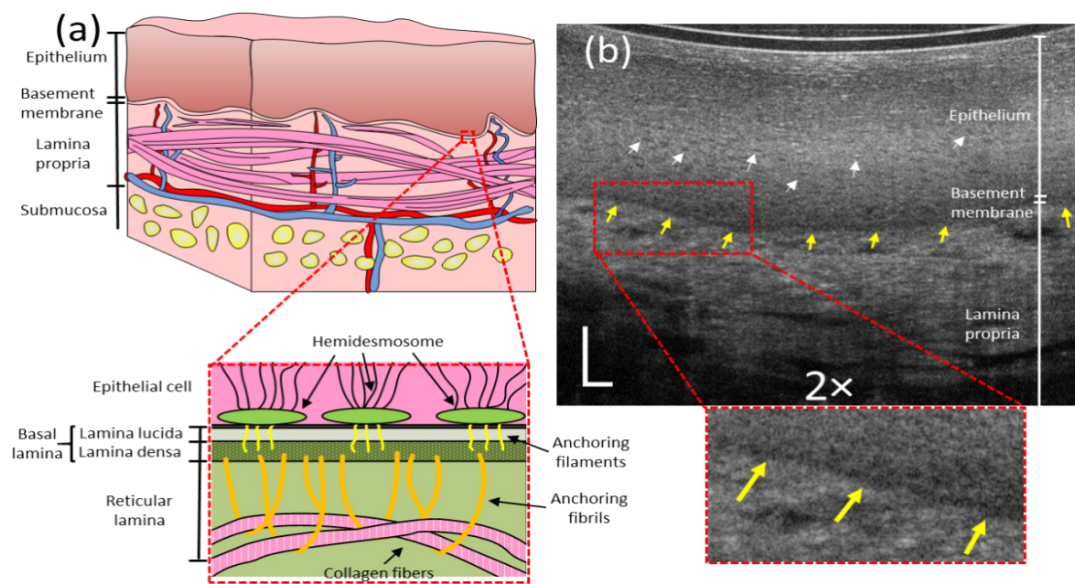 (a)
Epithelium
Basement
membrane
Lamina
propria
Submucosa
Hemidesmosome
Epithelial cell
Basal
lamina
Lamina lucida
Lamina densa
Anchoring
filaments
Reticular
lamina
Anchoring
fibrils
Collagen fibers
(b)
Epithelium
Basement
membrane
Lamina
propria
2×